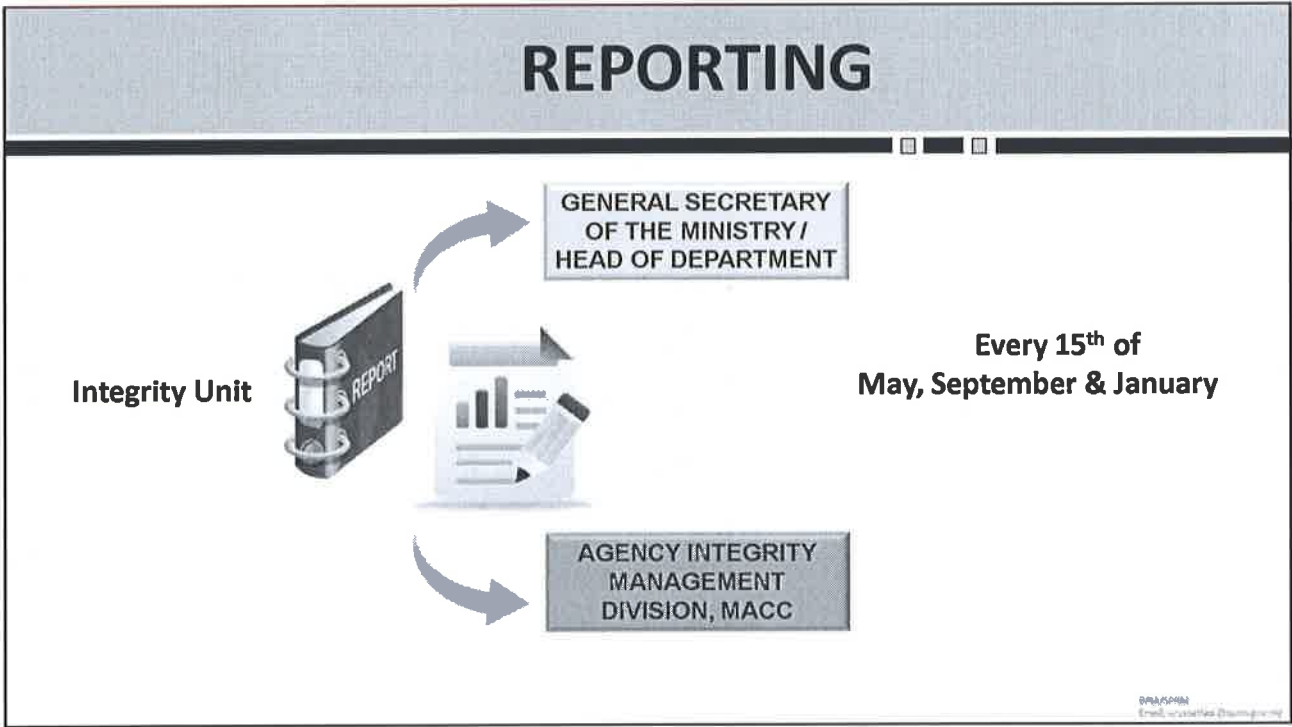 REPORTING
GENERAL SECRETARY
OF THE MINISTRY /
HEAD OF DEPARTMENT
Integrity Unit
REPORT
Every 15th of
May, September & January
AGENCY INTEGRITY
MANAGEMENT
DIVISION, MACC